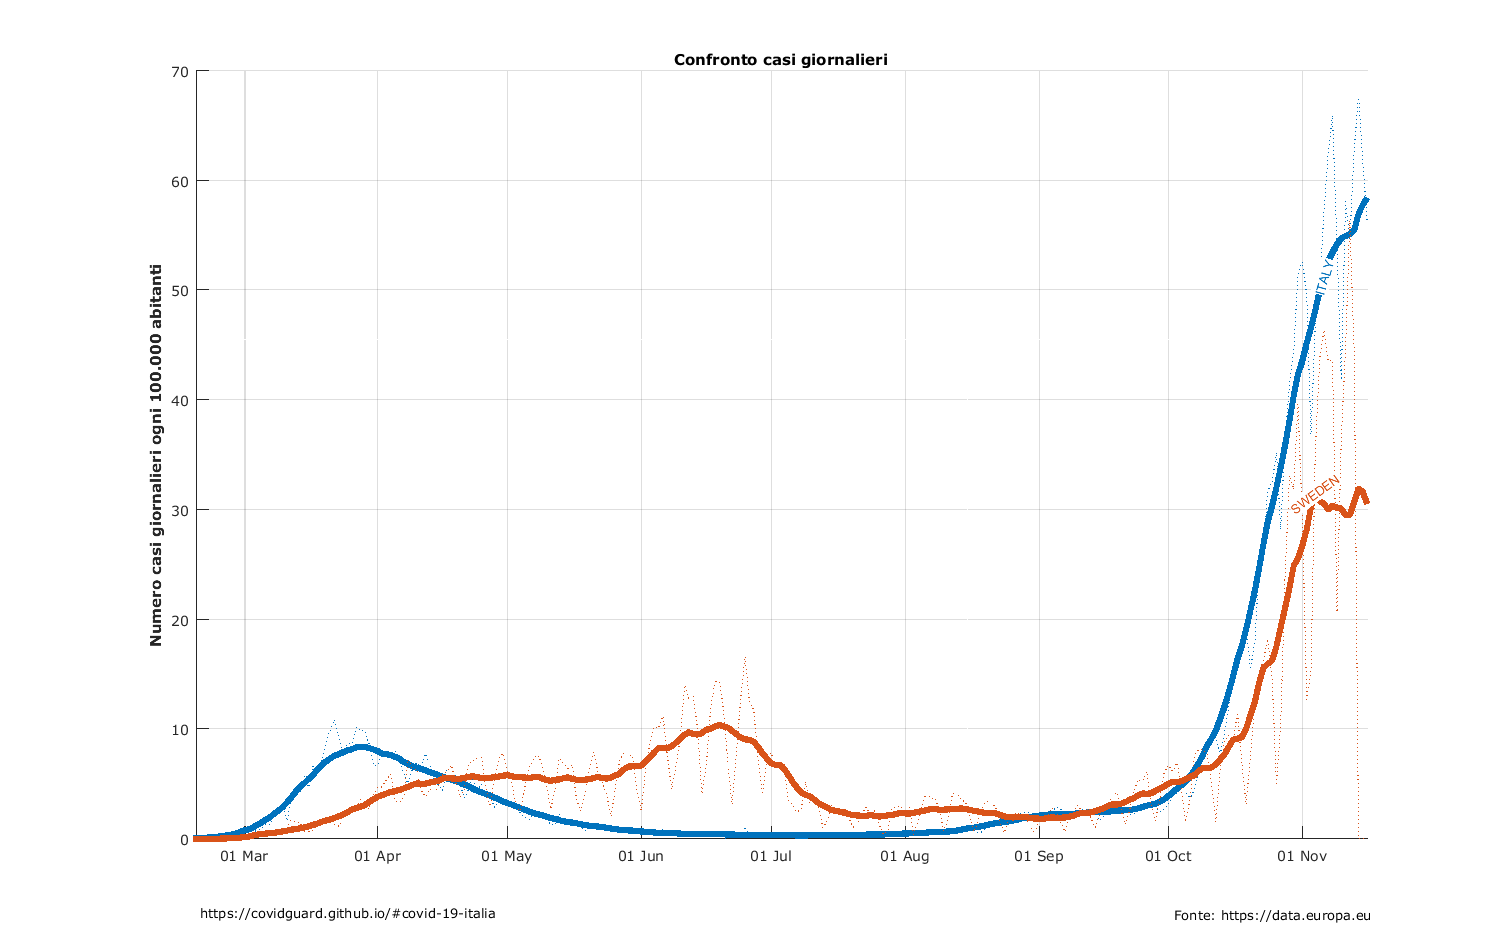 Confronto casi giornalieri
Numero casi giornalieri ogni 100.000 abitanti
70
60
50
40
30
20
10
0
ITALY
SWEDEN
01 Mar
01 Apr
01 May
01 Jun
01 Jul
01 Aug
01 Sep
01 Oct
01 Nov
https://covidguard.github.io/#covid-19-italia
Fonte: https://data.europa.eu